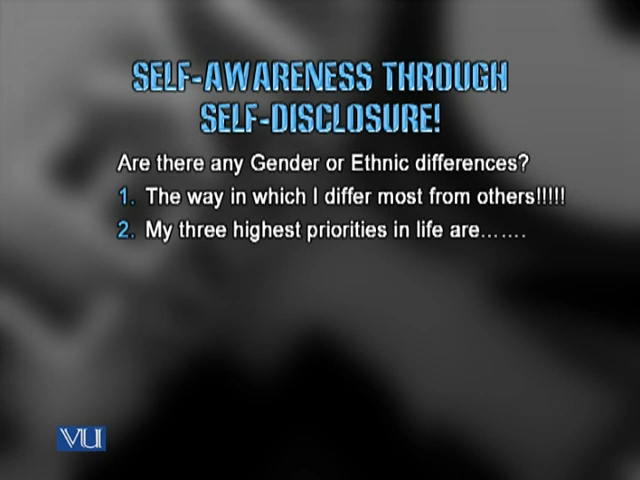 SELF-AWARENESS THROUGH
SELF-DISCLOSURE!
Are there any Gender or Ethnic differences?
1. The way in which I differ most from others!!!!!
2. My three highest priorities in life are.......
VU